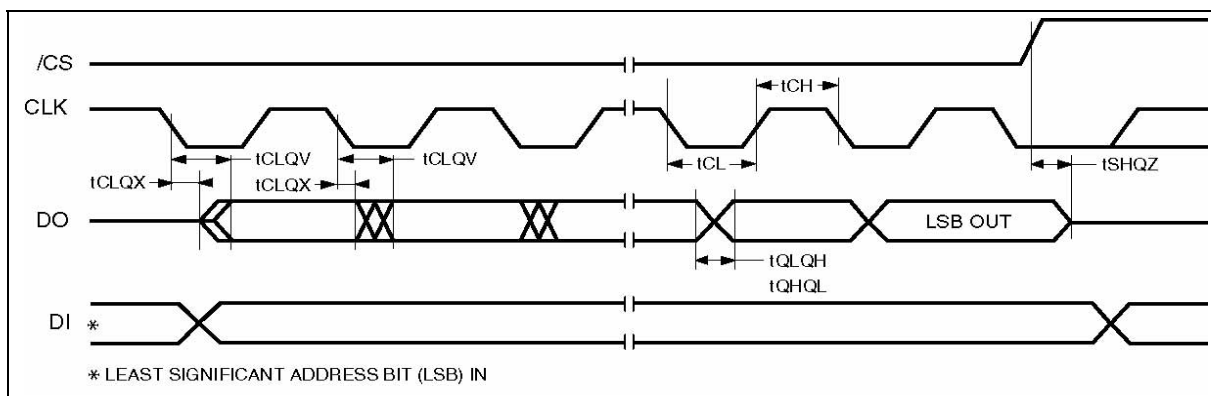 /CS
CLK
tCH
tCLQV
tCLQV
tCL
tSHQZ
tCLQX
tCLQX
DO
LSB OUT
tQLQH
tQHQL
DI
*
* LEAST SIGNIFICANT ADDRESS BIT (LSB) IN